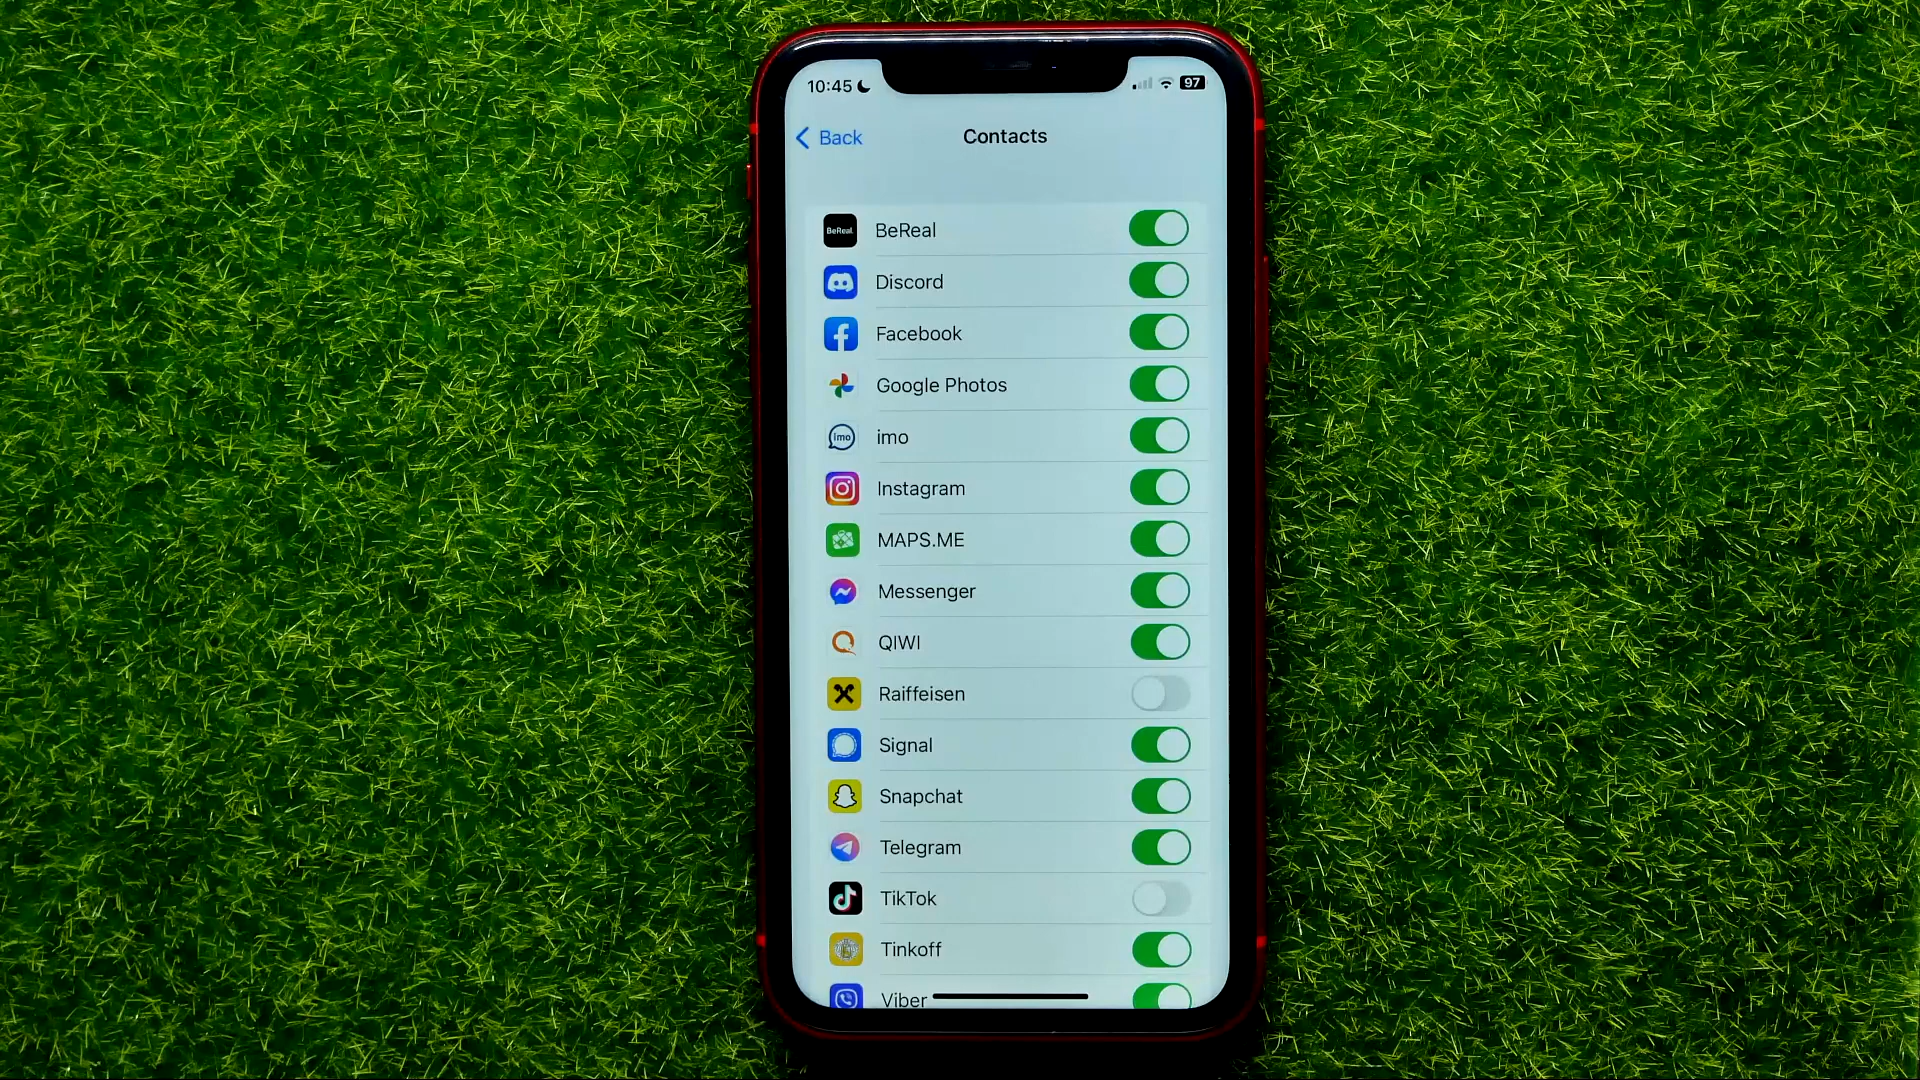 10:45
97
Back
Contacts
BeReal.
BeReal
Discord
Facebook
Google Photos
imo
imo
Instagram
MAPS.ME
Messenger
QIWI
Raiffeisen
Signal
Snapchat
Telegram
TikTok
Tinkoff
Viber